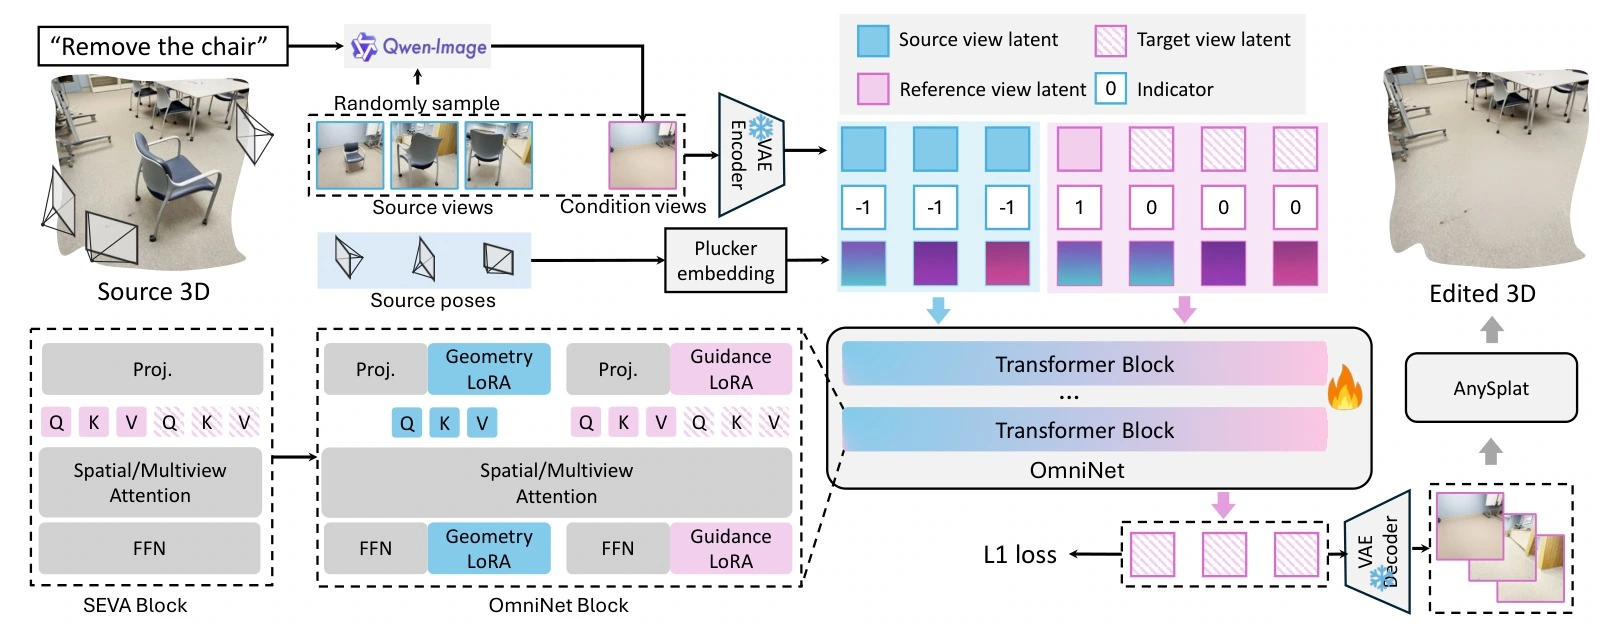 “Remove the chair”
Qwen-Image
Randomly sample
Source views
Condition views
VAE
Encoder
Source 3D
Source poses
Plucker
embedding
Source view latent
Target view latent
Reference view latent
0
Indicator
-1
-1
-1
1
0
0
0
Edited 3D
Proj.
Q
K
V
Q
K
V
Spatial/Multiview
Attention
FFN
SEVA Block
Proj.
Geometry
LoRA
Proj.
Guidance
LoRA
Q
K
V
Q
K
V
Q
K
V
Spatial/Multiview
Attention
FFN
Geometry
LoRA
FFN
Guidance
LoRA
OmniNet Block
Transformer Block
...
Transformer Block
OmniNet
L1 loss
VAE
Decoder
AnySplat